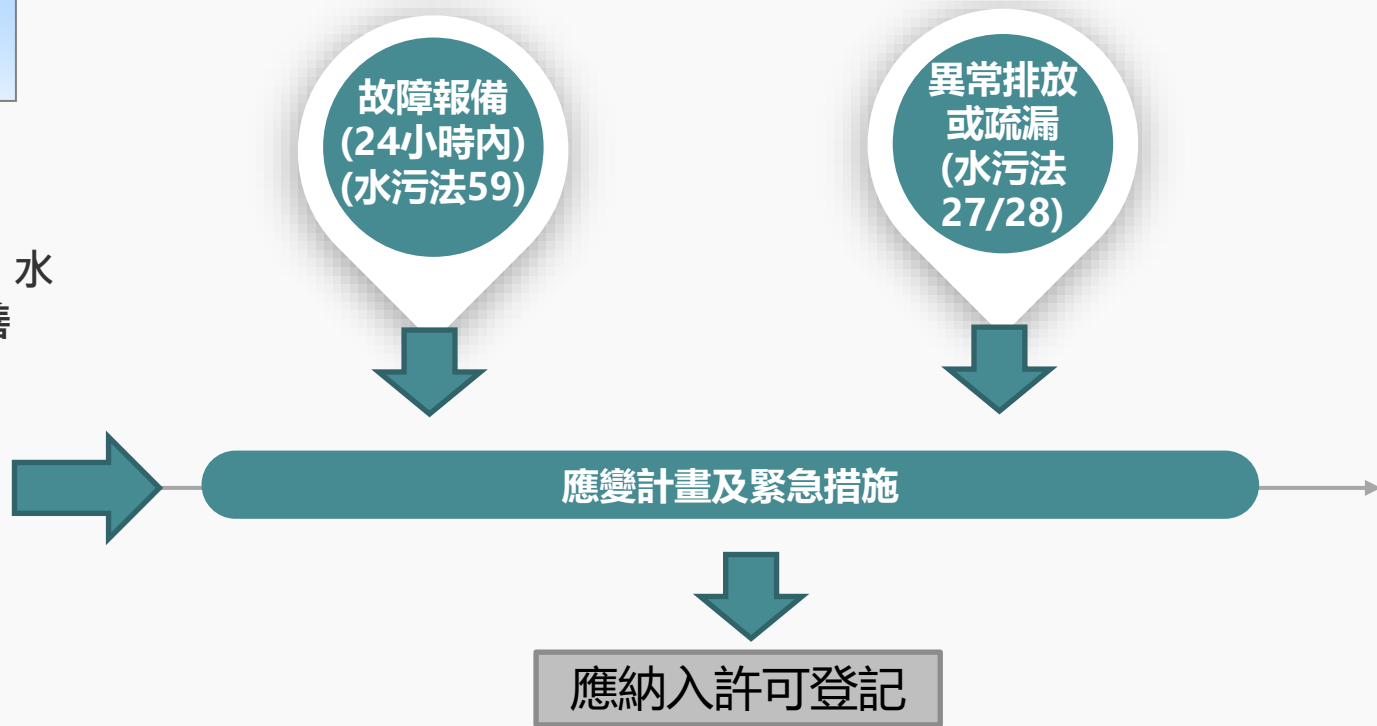 故障報備
(24小時內)
(水污法59)
異常排放
或疏漏
(水污法
27/28)
水
善
應變計畫及緊急措施
應納入許可登記